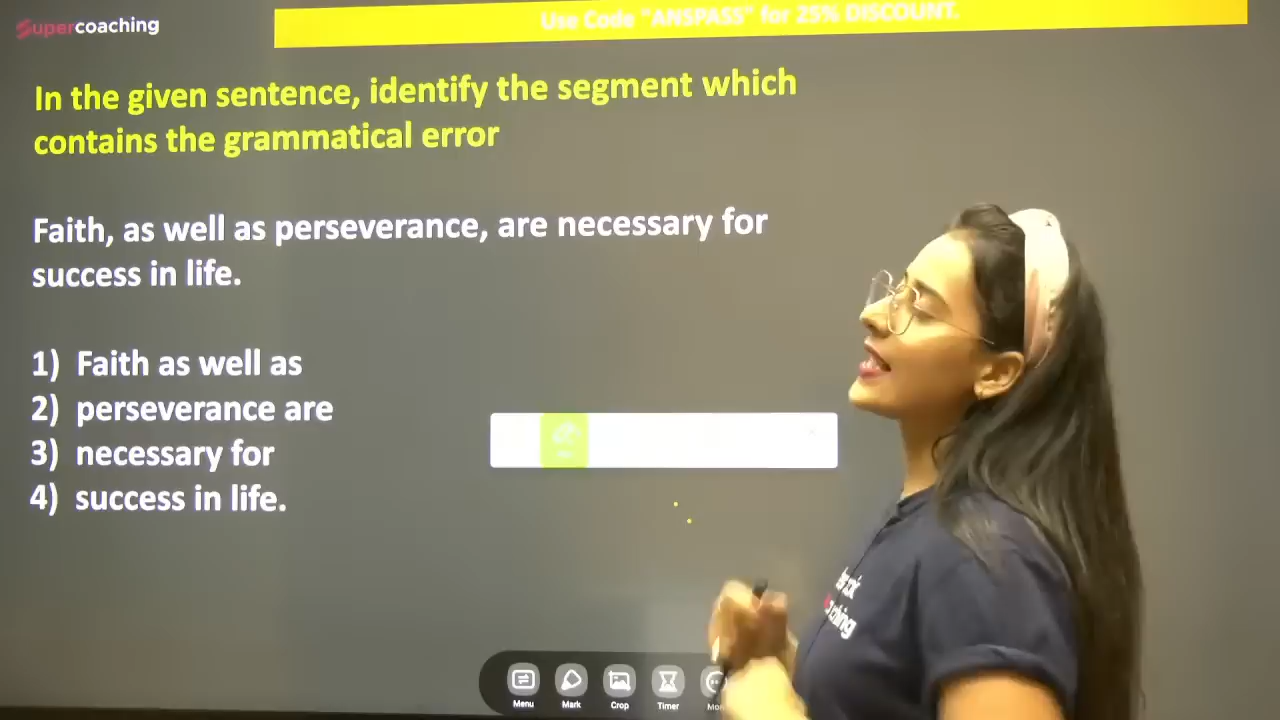 Supercoaching
Use Code "ANSPASS" for 25% DISCOUNT.
In the given sentence, identify the segment which
contains the grammatical error
Faith, as well as perseverance, are necessary for
success in life.
1) Faith as well as
2) perseverance are
3) necessary for
4) success in life.
Menu
Mark
Crop
Timer